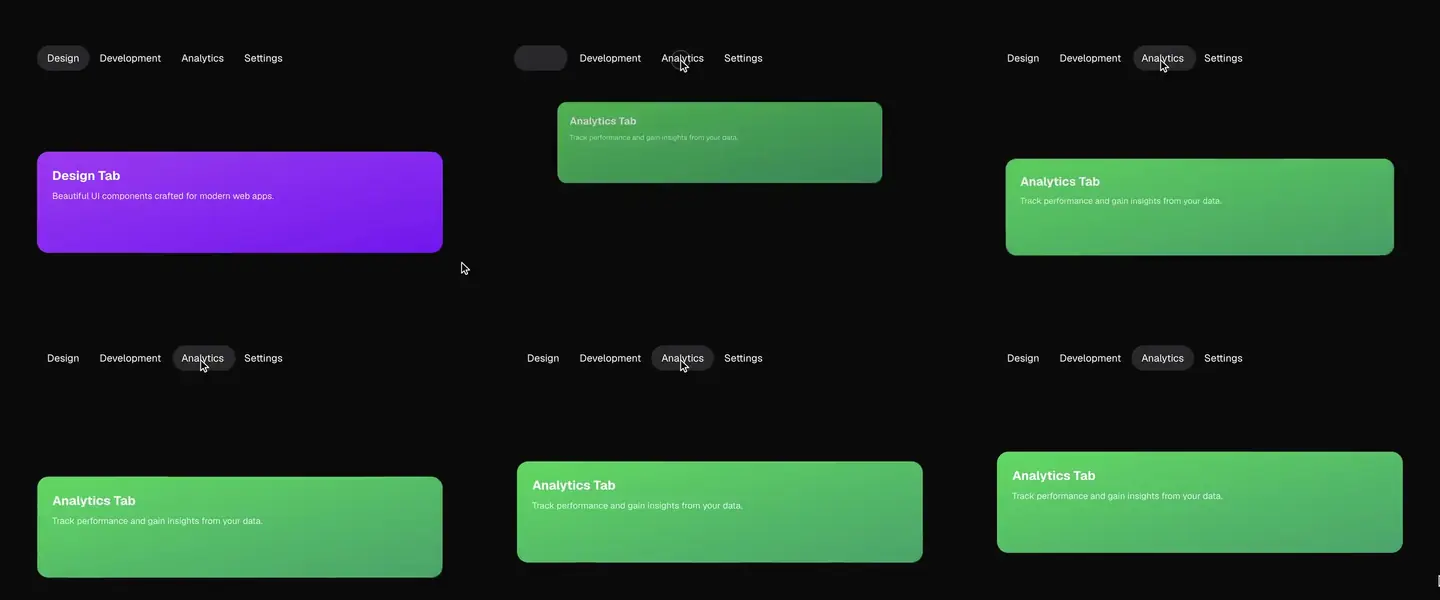 Design Development Analytics Settings
Design Tab
Beautiful UI components crafted for modern web apps.
Development Analytics Settings
Analytics Tab
Track performance and gain insights from your data.
Design Development Analytics Settings
Analytics Tab
Track performance and gain insights from your data.
Design Development Analytics Settings
Analytics Tab
Track performance and gain insights from your data.
Design Development Analytics Settings
Analytics Tab
Track performance and gain insights from your data.
Design Development Analytics Settings
Analytics Tab
Track performance and gain insights from your data.